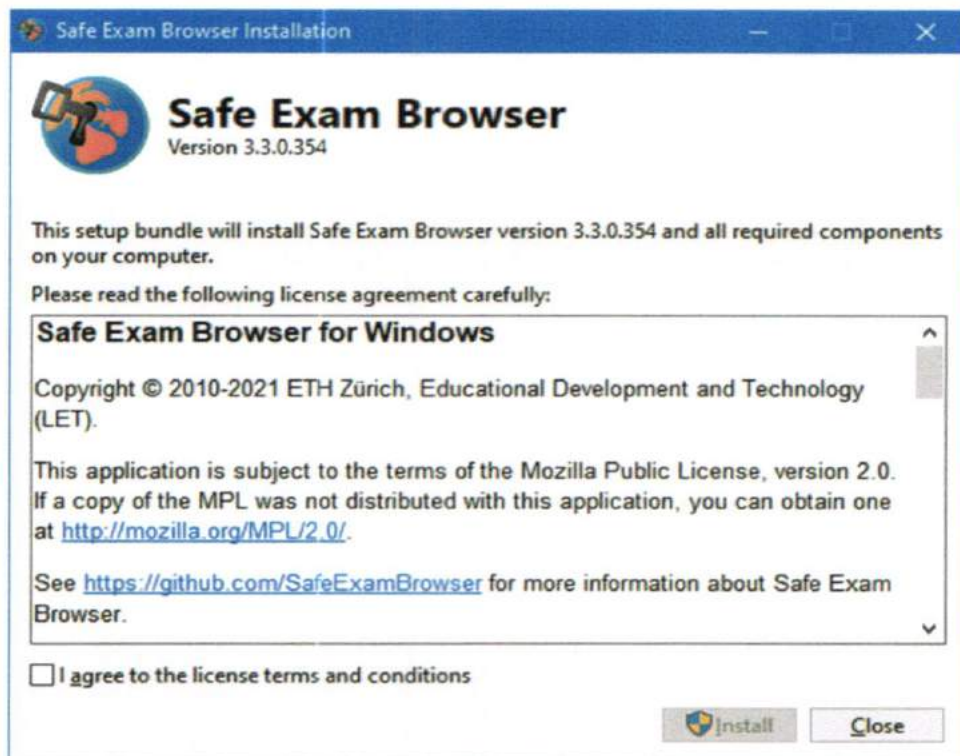 Safe Exam Browser Installation
Safe Exam Browser
Version 3.3.0.354
This setup bundle will install Safe Exam Browser version 3.3.0.354 and all required components
on your computer.
Please read the following license agreement carefully:
Safe Exam Browser for Windows
Copyright © 2010-2021 ETH Zürich, Educational Development and Technology
(LET).
This application is subject to the terms of the Mozilla Public License, version 2.0.
If a copy of the MPL was not distributed with this application, you can obtain one
at http://mozilla.org/MPL/2.0/.
See https://github.com/SafeExamBrowser for more information about Safe Exam
Browser.
I agree to the license terms and conditions
Install
Close